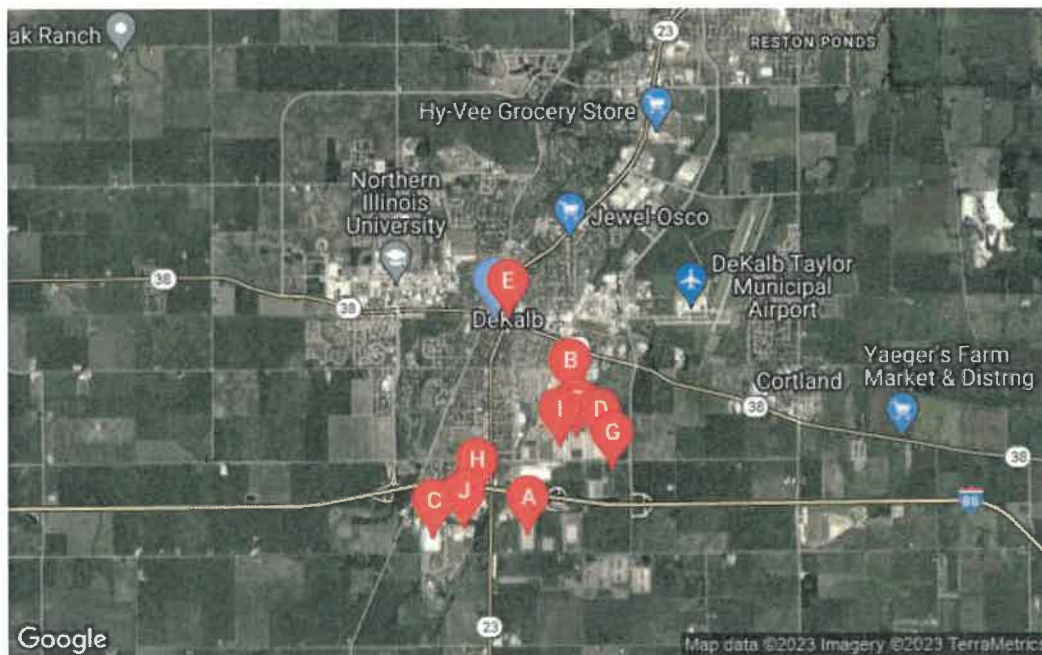 ak Ranch
23
RESTON PONDS
Hy-Vee Grocery Store
Northern
Illinois
University
Jewel-Osco
38
38
E
DeKalb
DeKalb Taylor
Municipal
Airport
B
Yaeger's Farm
Market & Distrng
Cortland
38
I
D
G
38
H
J
C
A
88
23
Google
Map data ©2023 Imagery ©2023 TerraMetrics